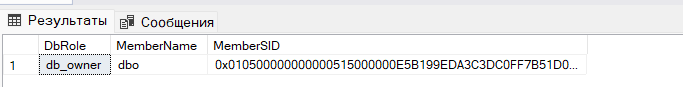 Результаты Сообщения
DbRole MemberName MemberSID
1 db_owner dbo 0x010500000000000515000000E5B199EDA3C3DC0FF7B51D0...